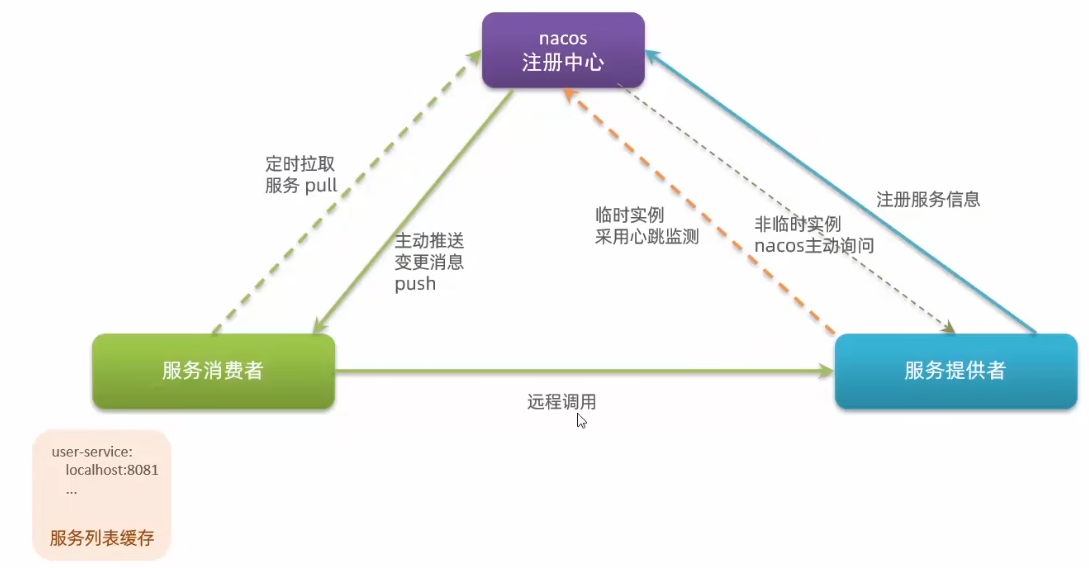 nacos
注册中心
定时拉取
服务 pull
主动推送
变更消息
push
临时实例
采用心跳监测
非临时实例
nacos主动询问
注册服务信息
服务消费者
服务提供者
远程调用
user-service:
localhost:8081
...
服务列表缓存